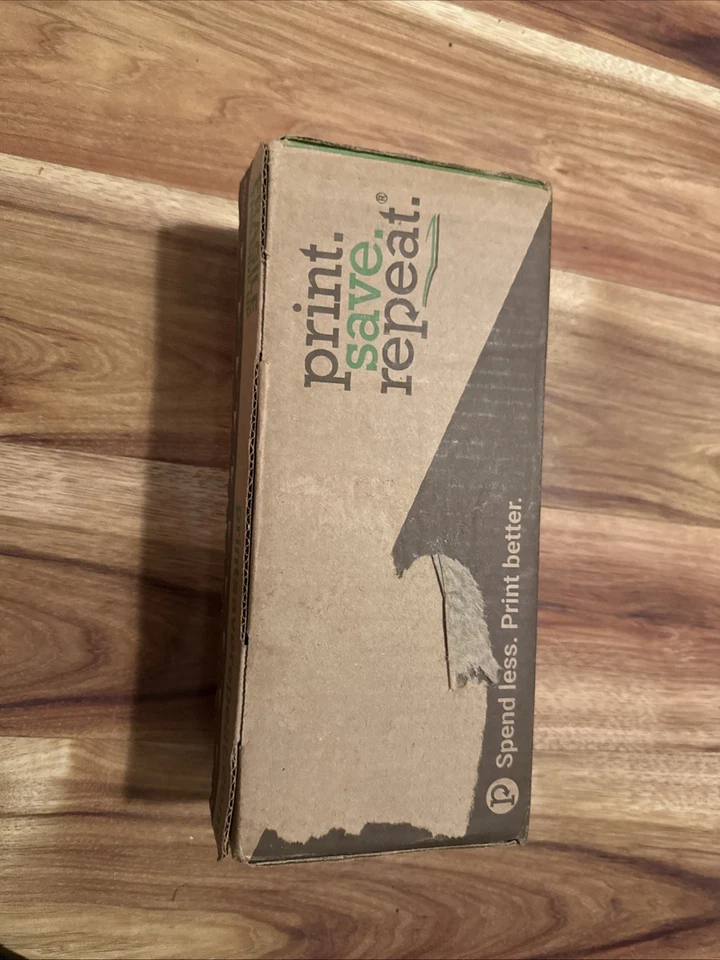 print.
save.
repeat.®
p Spend less. Print better.